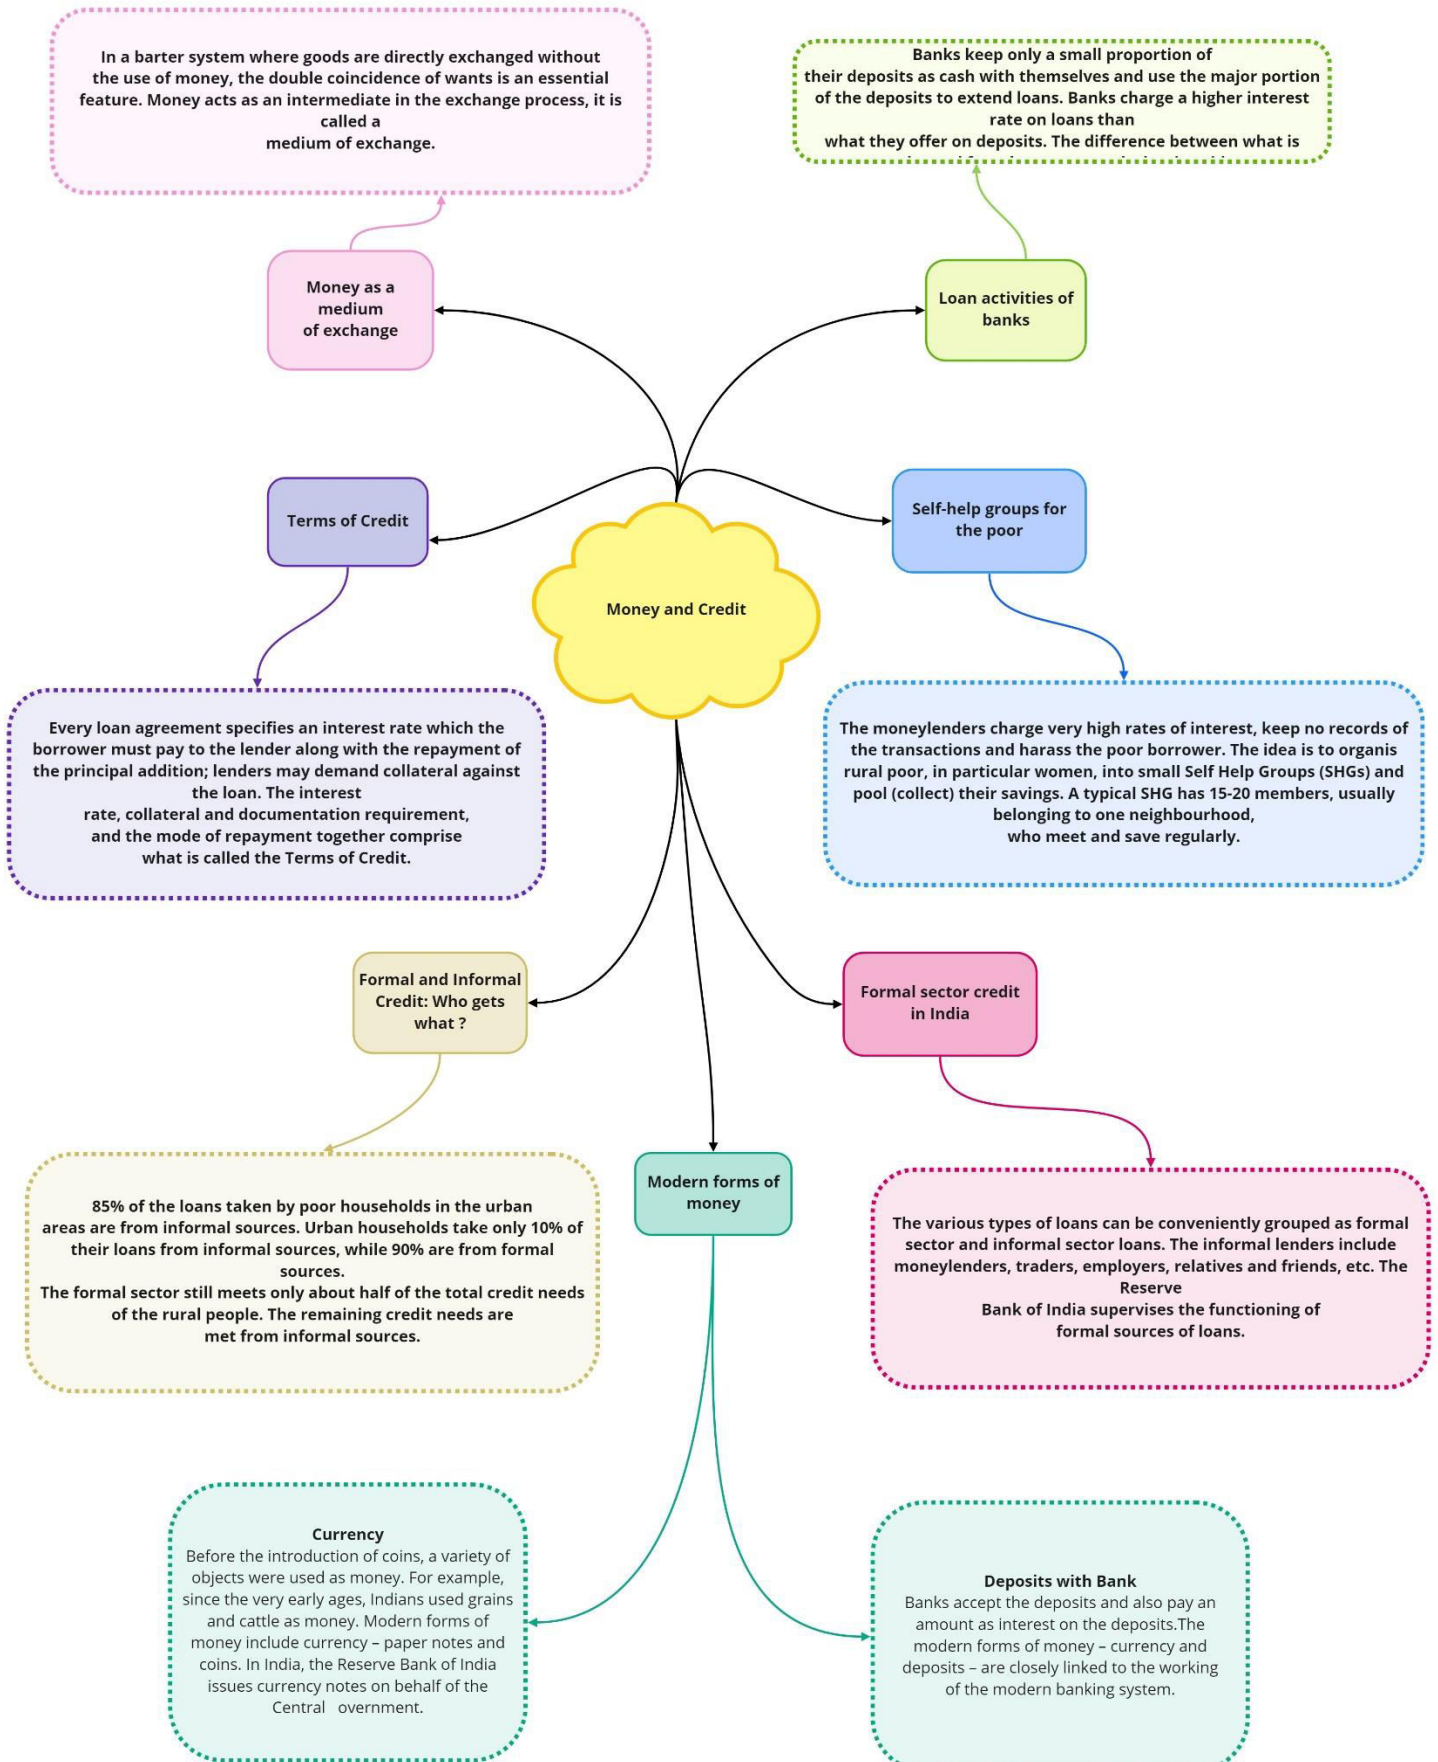 In a barter system where goods are directly exchanged without
the use of money, the double coincidence of wants is an essential
feature. Money acts as an intermediate in the exchange process, it is
called a
medium of exchange.
Banks keep only a small proportion of
their deposits as cash with themselves and use the major portion
of the deposits to extend loans. Banks charge a higher interest
rate on loans than
what they offer on deposits. The difference between what is
Money as a
medium
of exchange
Loan activities of
banks
Terms of Credit
Self-help groups for
the poor
Money and Credit
Every loan agreement specifies an interest rate which the
borrower must pay to the lender along with the repayment of
the principal addition; lenders may demand collateral against
the loan. The interest
rate, collateral and documentation requirement,
and the mode of repayment together comprise
what is called the Terms of Credit.
The moneylenders charge very high rates of interest, keep no records of
the transactions and harass the poor borrower. The idea is to organis
rural poor, in particular women, into small Self Help Groups (SHGs) and
pool (collect) their savings. A typical SHG has 15-20 members, usually
belonging to one neighbourhood,
who meet and save regularly.
Formal and Informal
Credit: Who gets
what ?
Formal sector credit
in India
85% of the loans taken by poor households in the urban
areas are from informal sources. Urban households take only 10% of
their loans from informal sources, while 90% are from formal
sources.
The formal sector still meets only about half of the total credit needs
of the rural people. The remaining credit needs are
met from informal sources.
Modern forms of
money
The various types of loans can be conveniently grouped as formal
sector and informal sector loans. The informal lenders include
moneylenders, traders, employers, relatives and friends, etc. The
Reserve
Bank of India supervises the functioning of
formal sources of loans.
Currency
Before the introduction of coins, a variety of
objects were used as money. For example,
since the very early ages, Indians used grains
and cattle as money. Modern forms of
money include currency – paper notes and
coins. In India, the Reserve Bank of India
issues currency notes on behalf of the
Central overnment.
Deposits with Bank
Banks accept the deposits and also pay an
amount as interest on the deposits.The
modern forms of money – currency and
deposits – are closely linked to the working
of the modern banking system.